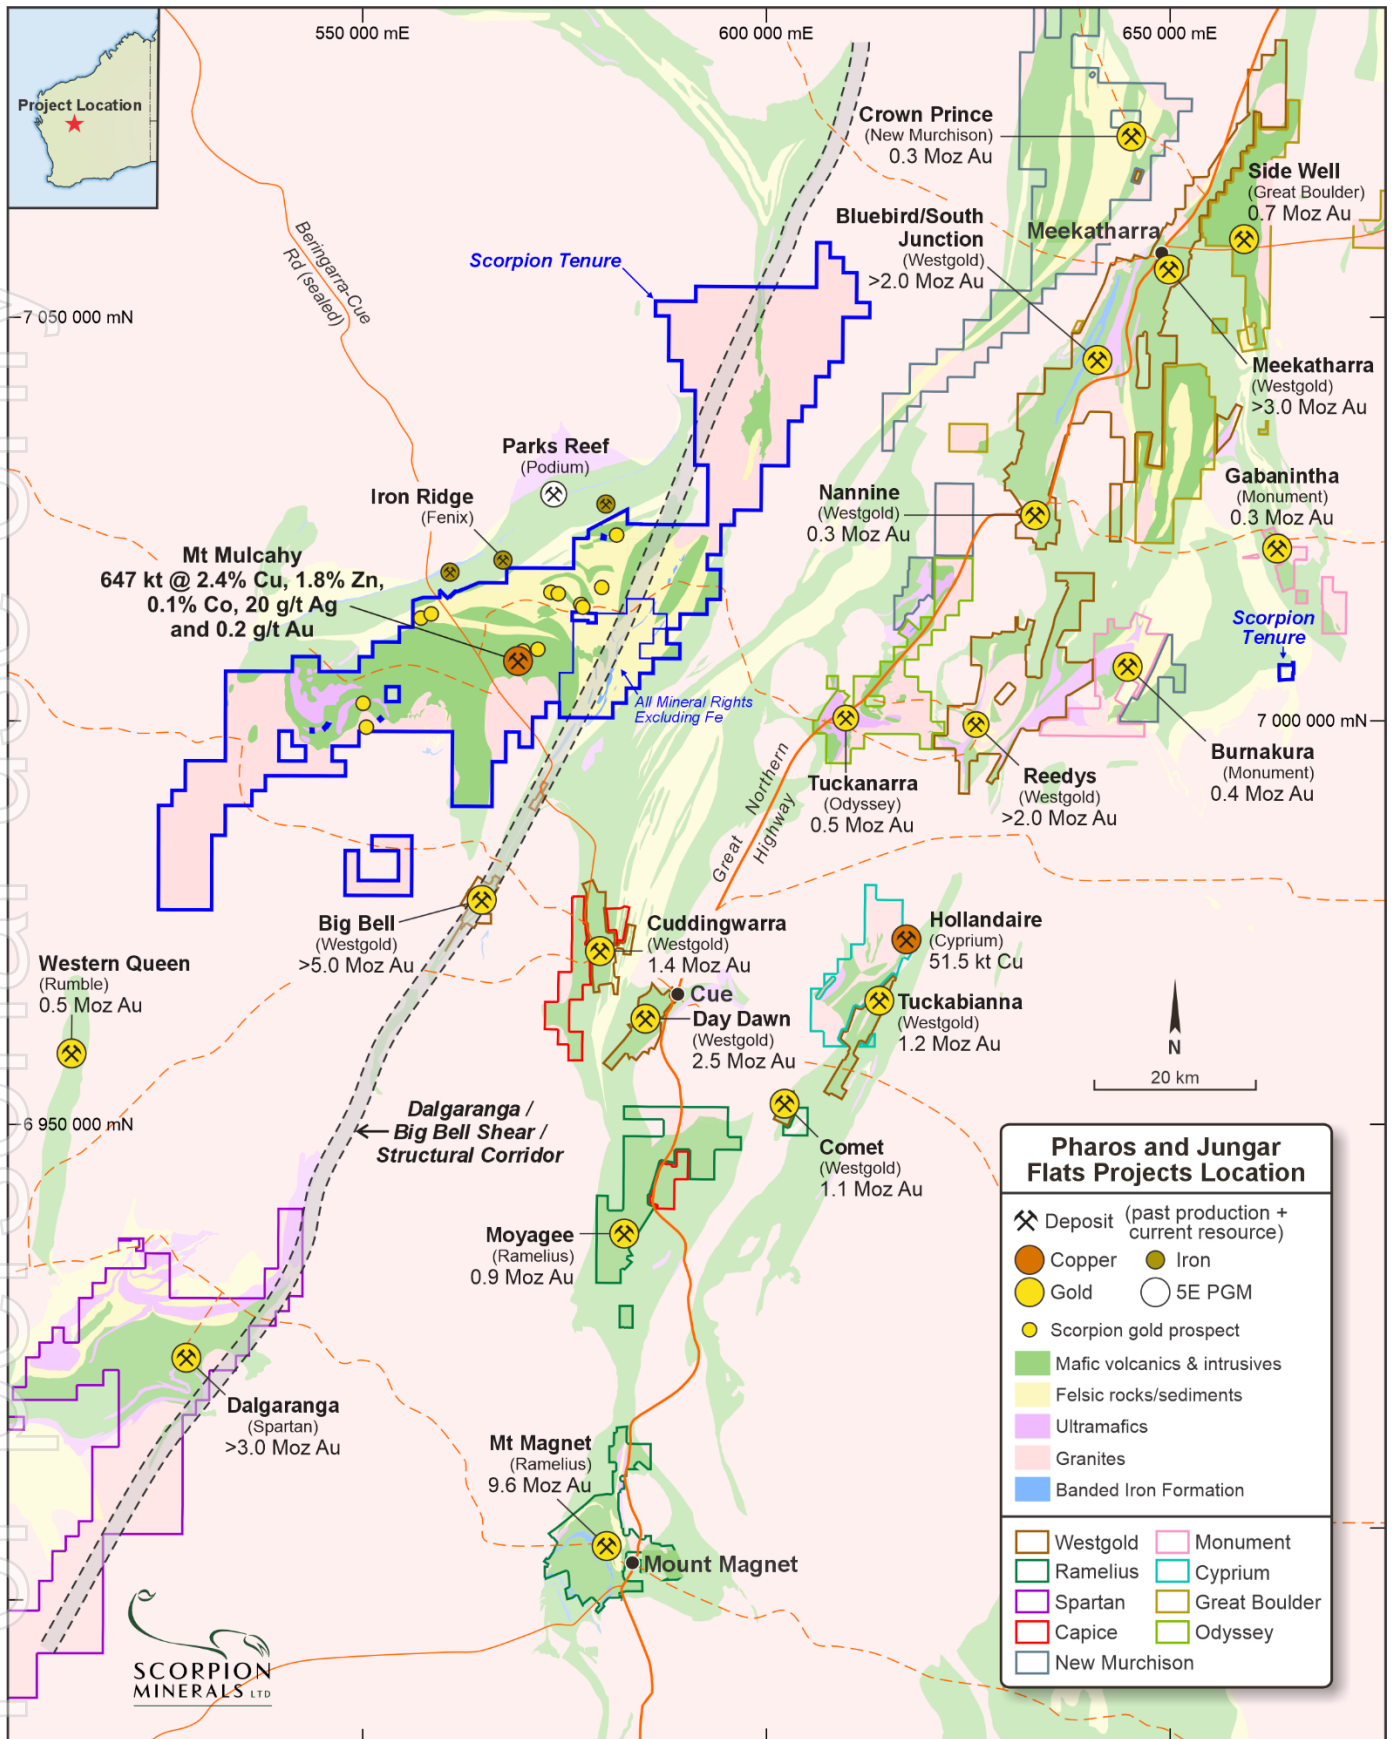 550 000 mE
600 000 mE
650 000 mE
Project Location
Crown Prince
(New Murchison)
0.3 Moz Au
Side Well
(Great Boulder)
0.7 Moz Au
Bluebird/South
Junction
(Westgold)
>2.0 Moz Au
Meekatharra
Beringarra-Cue
Rd (sealed)
Scorpion Tenure
7 050 000 mN
Meekatharra
(Westgold)
>3.0 Moz Au
Parks Reef
(Podium)
Iron Ridge
(Fenix)
Nannine
(Westgold)
0.3 Moz Au
Gabanintha
(Monument)
0.3 Moz Au
Mt Mulcahy
647 kt @ 2.4% Cu, 1.8% Zn,
0.1% Co, 20 g/t Ag
and 0.2 g/t Au
Scorpion
Tenure
All Mineral Rights
Excluding Fe
7 000 000 mN
Great Northern
Highway
Tuckanarra
(Odyssey)
0.5 Moz Au
Reedys
(Westgold)
>2.0 Moz Au
Burnakura
(Monument)
0.4 Moz Au
Big Bell
(Westgold)
>5.0 Moz Au
Cuddingwarra
(Westgold)
1.4 Moz Au
Hollandaire
(Cyprium)
51.5 kt Cu
Western Queen
(Rumble)
0.5 Moz Au
Cue
Day Dawn
(Westgold)
2.5 Moz Au
Tuckabianna
(Westgold)
1.2 Moz Au
N
20 km
6 950 000 mN
Dalgaranga /
Big Bell Shear /
Structural Corridor
Comet
(Westgold)
1.1 Moz Au
Moyagee
(Ramelius)
0.9 Moz Au
Dalgaranga
(Spartan)
>3.0 Moz Au
Mt Magnet
(Ramelius)
9.6 Moz Au
Mount Magnet
SCORPION
MINERALS LTD
Pharos and Jungar
Flats Projects Location
Deposit (past production +
current resource)
Copper
Iron
Gold
5E PGM
Scorpion gold prospect
Mafic volcanics & intrusives
Felsic rocks/sediments
Ultramafics
Granites
Banded Iron Formation
Westgold
Monument
Ramelius
Cyprium
Spartan
Great Boulder
Capice
Odyssey
New Murchison